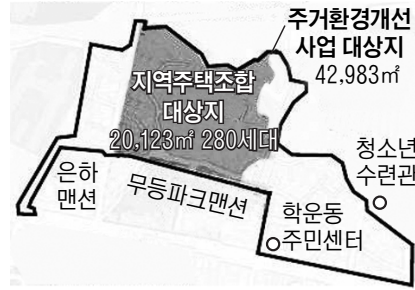 주거환경개선
사업 대상지
42,983㎡
지역주택조합
대상지
20,123㎡ 280세대
청소년
수련관
은하
맨션
무등파크맨션
학운동
주민센터